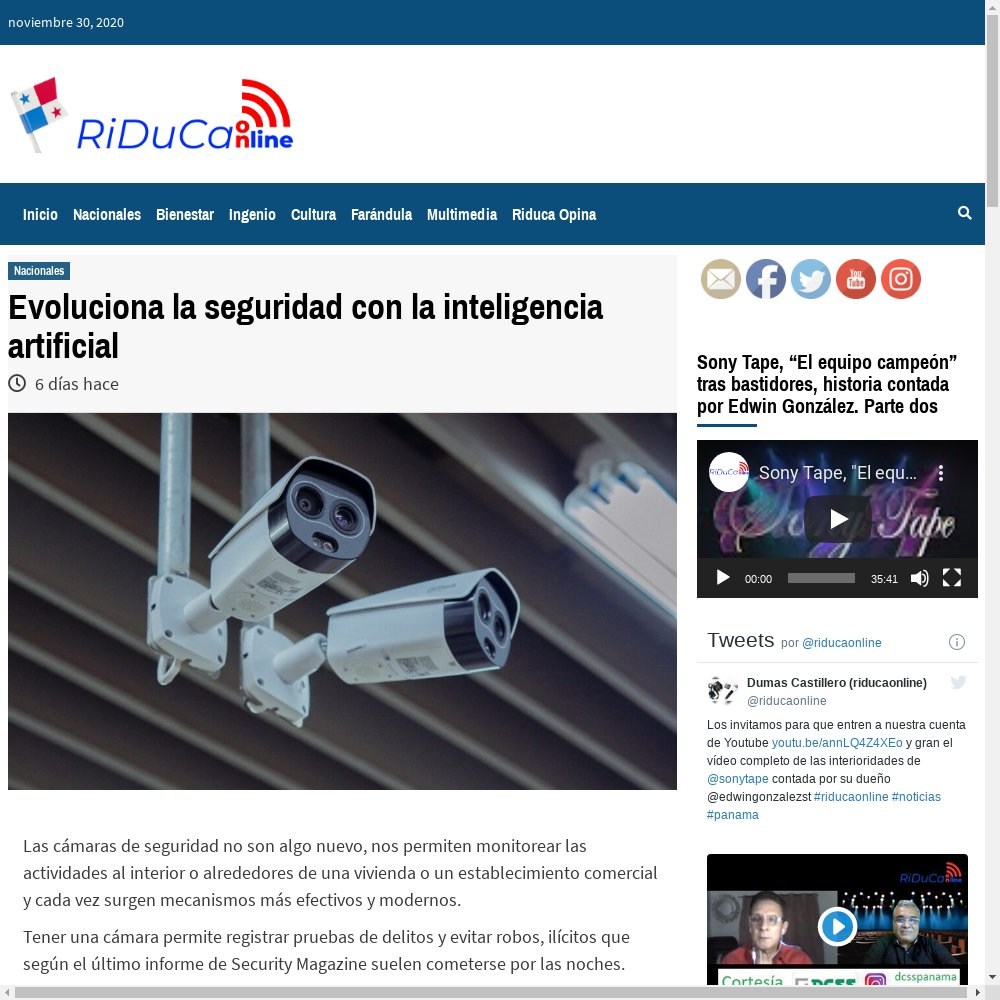 noviembre 30, 2020
RiDuCa online
Inicio Nacionales Bienestar Ingenio Cultura Farándula Multimedia Riduca Opina
Nacionales
Evoluciona la seguridad con la inteligencia
artificial
6 días hace
Las cámaras de seguridad no son algo nuevo, nos permiten monitorear las
actividades al interior o alrededores de una vivienda o un establecimiento comercial
y cada vez surgen mecanismos más efectivos y modernos.
Tener una cámara permite registrar pruebas de delitos y evitar robos, ilícitos que
según el último informe de Security Magazine suelen cometerse por las noches.
You
Tube
Sony Tape, “El equipo campeón”
tras bastidores, historia contada
por Edwin González. Parte dos
RiDuCa
Sony Tape, "El equ...
Sony Tape
00:00 35:41
Tweets por @riducaonline
Dumas Castillero (riducaonline)
@riducaonline
Los invitamos para que entren a nuestra cuenta
de Youtube youtu.be/annLQ4Z4XEo y gran el
vídeo completo de las interioridades de
@sonytape contada por su dueño
@edwingonzalezst #riducaonline #noticias
#panama
RiDuCa online
Cortesía DCSS dcsspanama